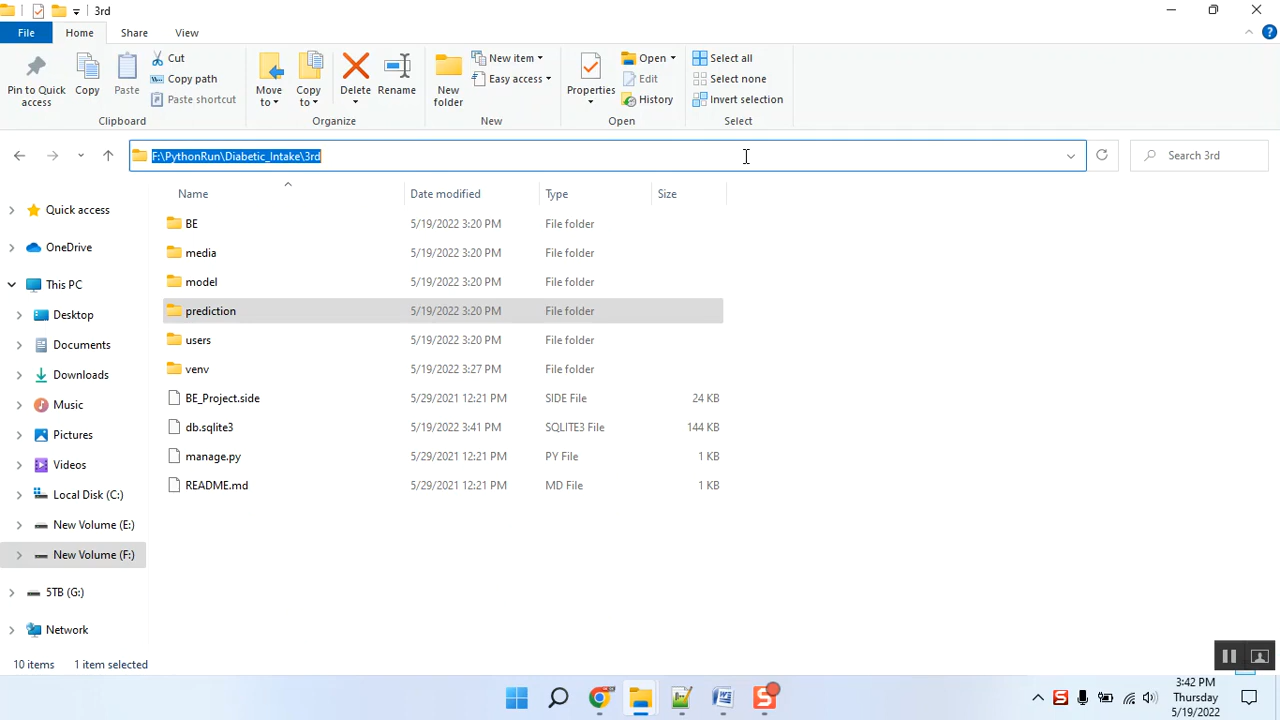 3rd
File Home Share View
Pin to Quick access
Copy
Paste
Cut
Copy path
Paste shortcut
Clipboard
Move to
Copy to
Delete
Rename
Organize
New folder
New item
Easy access
New
Properties
Open
Edit
History
Open
Select all
Select none
Invert selection
Select
F:\PythonRun\Diabetic_Intake\3rd
Search 3rd
Quick access
OneDrive
This PC
Desktop
Documents
Downloads
Music
Pictures
Videos
Local Disk (C:)
New Volume (E:)
New Volume (F:)
5TB (G:)
Network
Name Date modified Type Size
BE 5/19/2022 3:20 PM File folder
media 5/19/2022 3:20 PM File folder
model 5/19/2022 3:20 PM File folder
prediction 5/19/2022 3:20 PM File folder
users 5/19/2022 3:20 PM File folder
venv 5/19/2022 3:27 PM File folder
BE_Project.side 5/29/2021 12:21 PM SIDE File 24 KB
db.sqlite3 5/19/2022 3:41 PM SQLITE3 File 144 KB
manage.py 5/29/2021 12:21 PM PY File 1 KB
README.md 5/29/2021 12:21 PM MD File 1 KB
10 items 1 item selected
3:42 PM
Thursday
5/19/2022